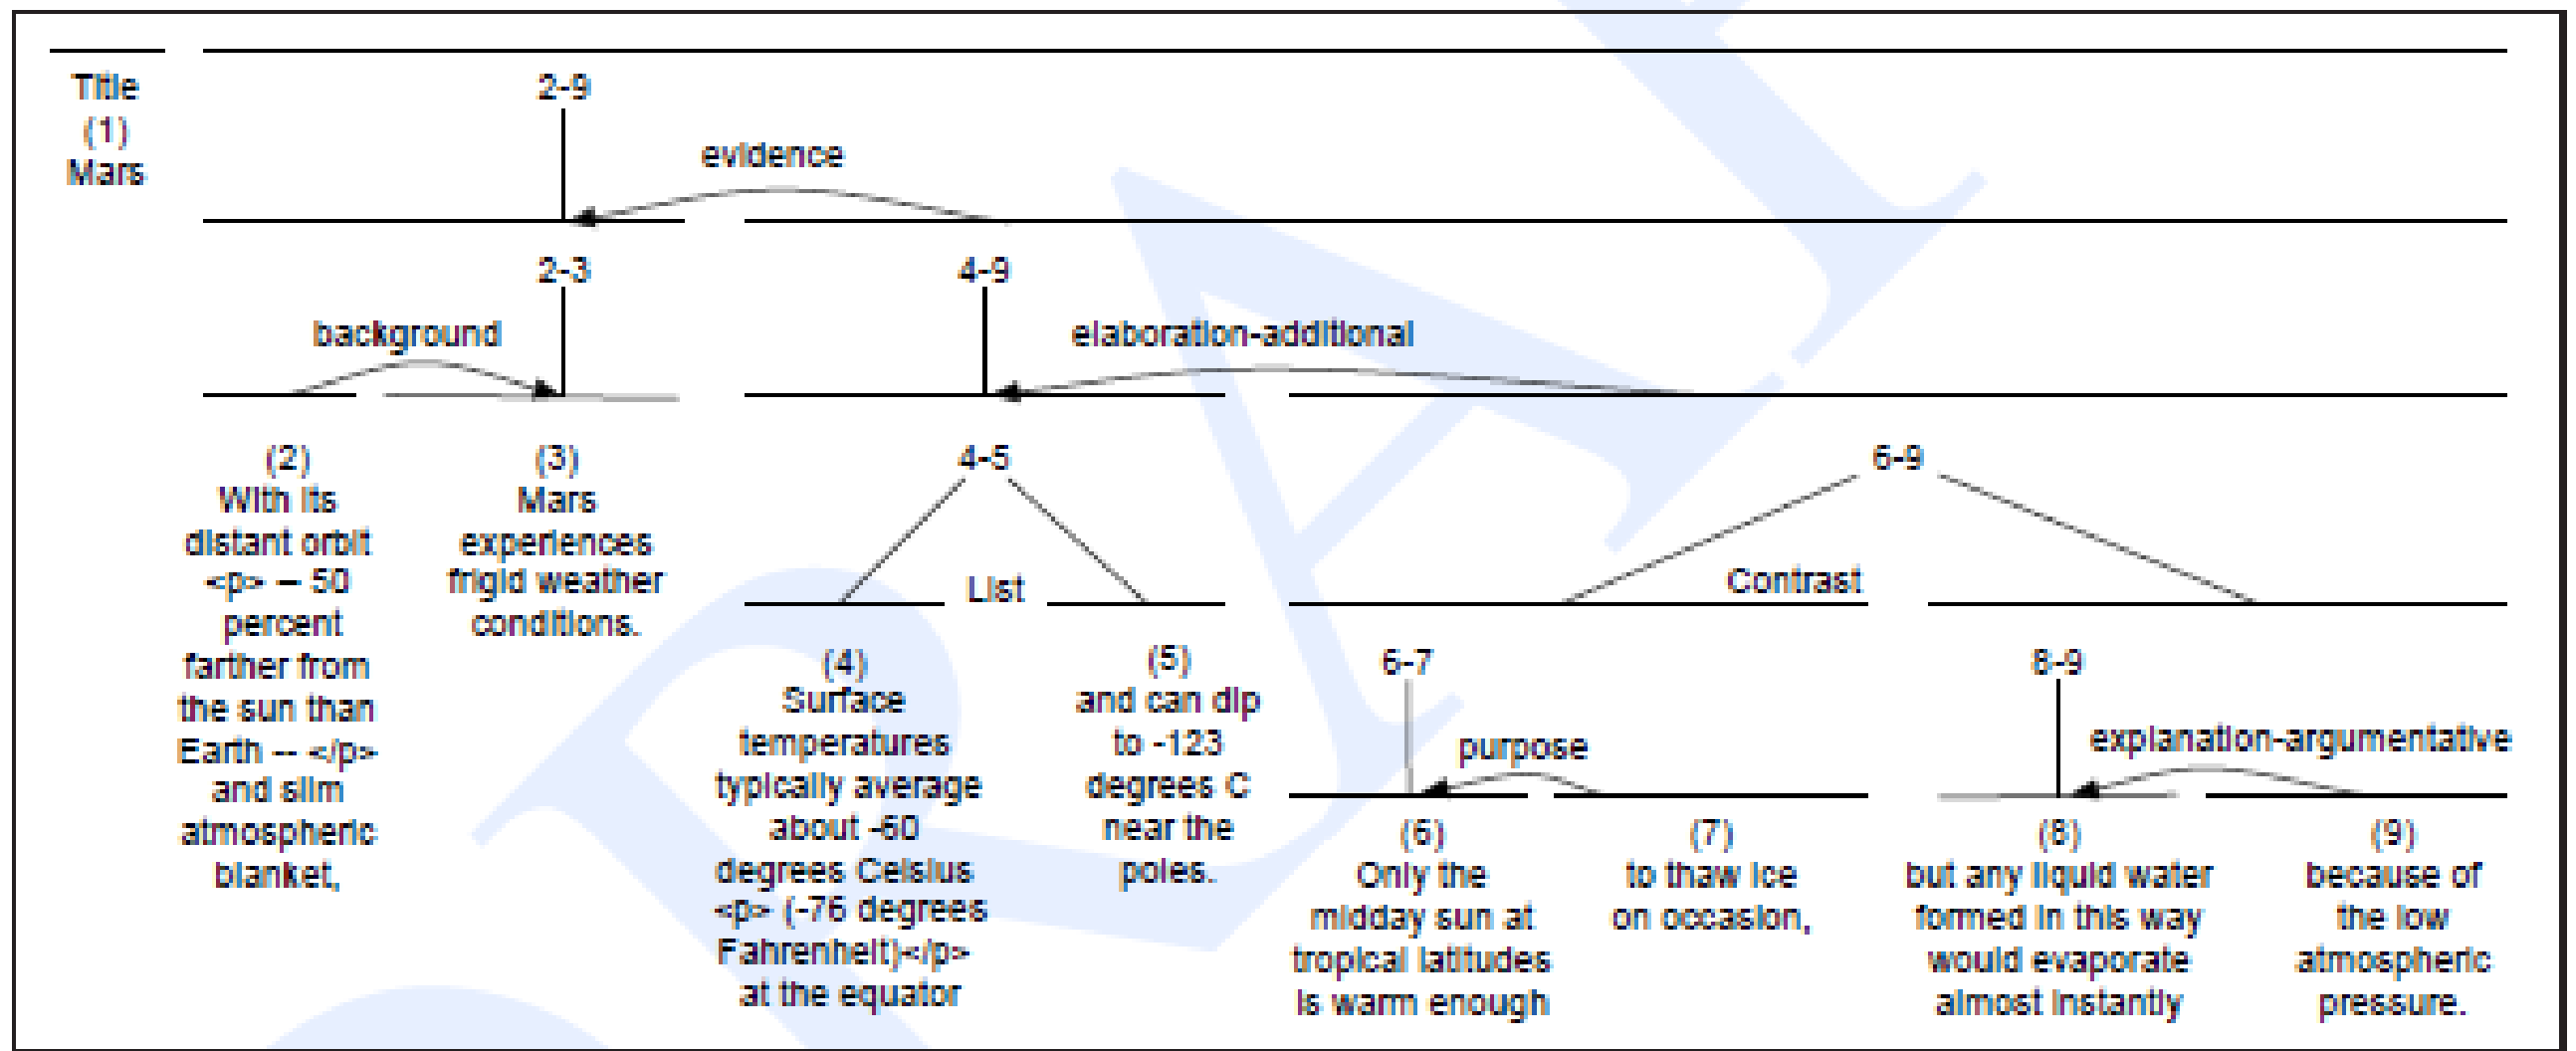 Title
(1)
Mars
2-9
evidence
2-3
4-9
background
elaboration-additional
(2)
With its
distant orbit
<p> -- 50
percent
farther from
the sun than
Earth -- </p>
and slim
atmospheric
blanket,
(3)
Mars
experiences
frigid weather
conditions.
4-5
6-9
List
Contrast
(4)
Surface
temperatures
typically average
about -60
degrees Celsius
<p> (-76 degrees
Fahrenheit)</p>
at the equator
(5)
and can dip
to -123
degrees C
near the
poles.
6-7
8-9
purpose
explanation-argumentative
(6)
Only the
midday sun at
tropical latitudes
is warm enough
(7)
to thaw ice
on occasion,
(8)
but any liquid water
formed in this way
would evaporate
almost instantly
(9)
because of
the low
atmospheric
pressure.